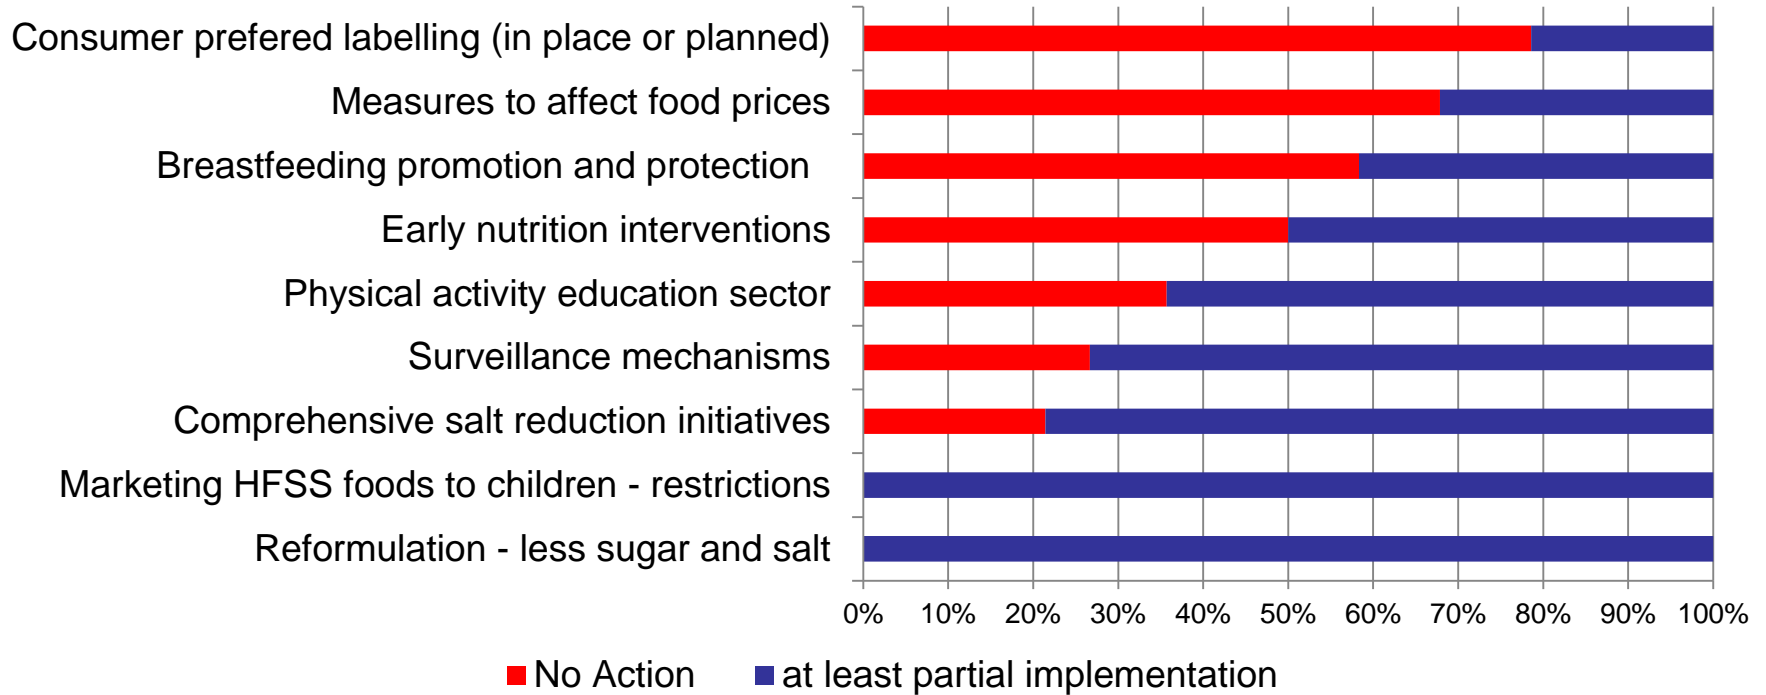 Consumer prefered labelling (in place or planned)
Measures to affect food prices
Breastfeeding promotion and protection
Early nutrition interventions
Physical activity education sector
Surveillance mechanisms
Comprehensive salt reduction initiatives
Marketing HFSS foods to children - restrictions
Reformulation - less sugar and salt
0% 10% 20% 30% 40% 50% 60% 70% 80% 90% 100%
No Action at least partial implementation